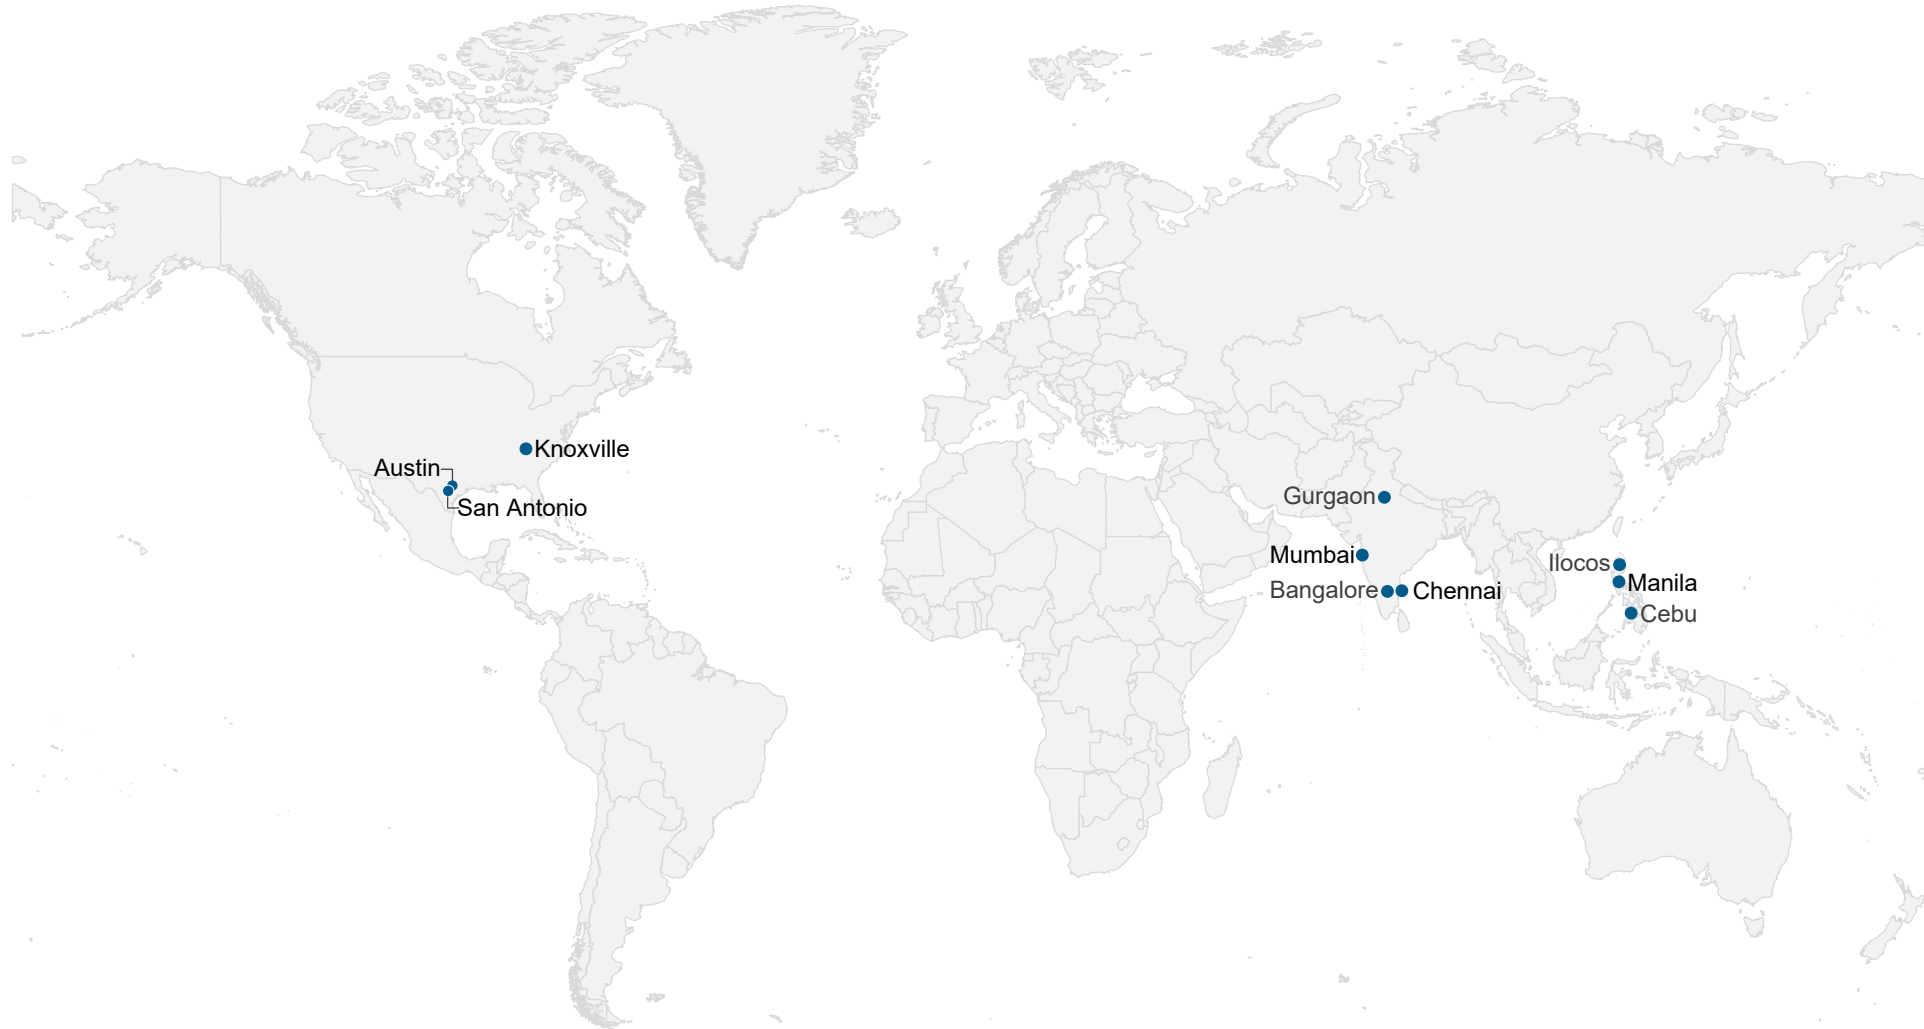 Knoxville
Austin
San Antonio
Gurgaon
Mumbai
Ilocos
Manila
Bangalore
Chennai
Cebu